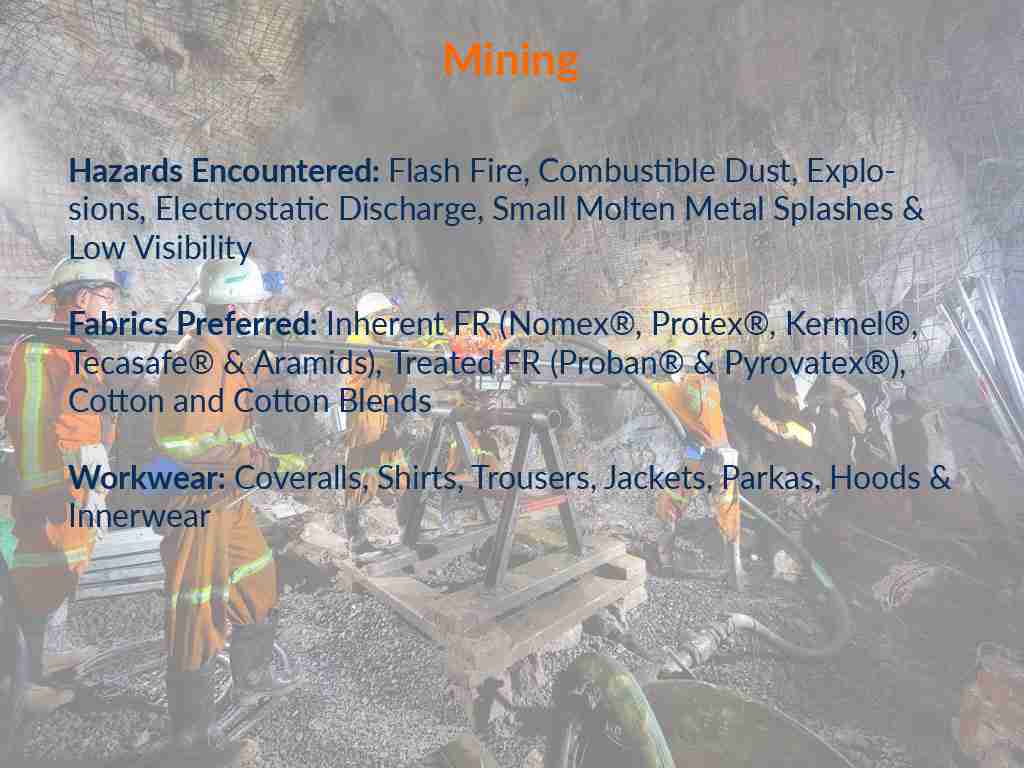 Mining
Hazards Encountered: Flash Fire, Combustible Dust, Explo-
sions, Electrostatic Discharge, Small Molten Metal Splashes &
Low Visibility
Fabrics Preferred: Inherent FR (Nomex®, Protex®, Kermel®,
Tecasafe® & Aramids), Treated FR (Proban® & Pyrovatex®),
Cotton and Cotton Blends
Workwear: Coveralls, Shirts, Trousers, Jackets, Parkas, Hoods &
Innerwear